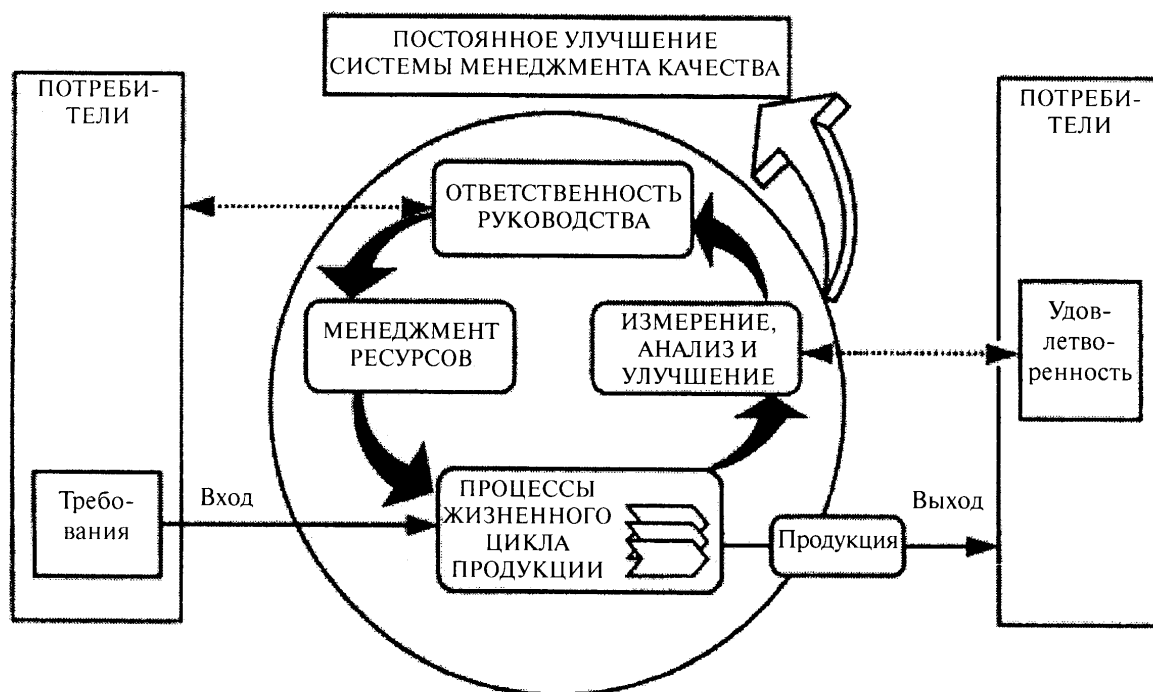 ПОСТОЯННОЕ УЛУЧШЕНИЕ
СИСТЕМЫ МЕНЕДЖМЕНТА КАЧЕСТВА
ПОТРЕБИ-
ТЕЛИ
ПОТРЕБИ-
ТЕЛИ
ОТВЕТСТВЕННОСТЬ
РУКОВОДСТВА
МЕНЕДЖМЕНТ
РЕСУРСОВ
ИЗМЕРЕНИЕ,
АНАЛИЗ И
УЛУЧШЕНИЕ
Удов-
летво-
ренность
Требо-
вания
Вход
ПРОЦЕССЫ
ЖИЗНЕННОГО
ЦИКЛА
ПРОДУКЦИИ
Продукция
Выход